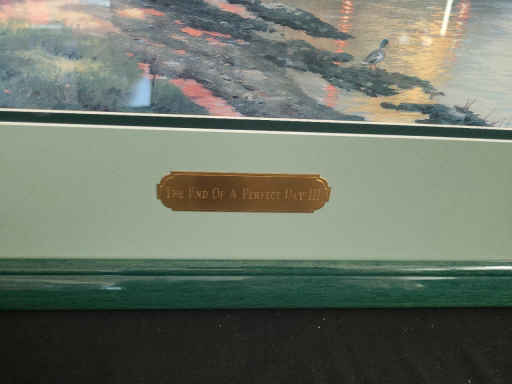 The End Of A Perfect Day III